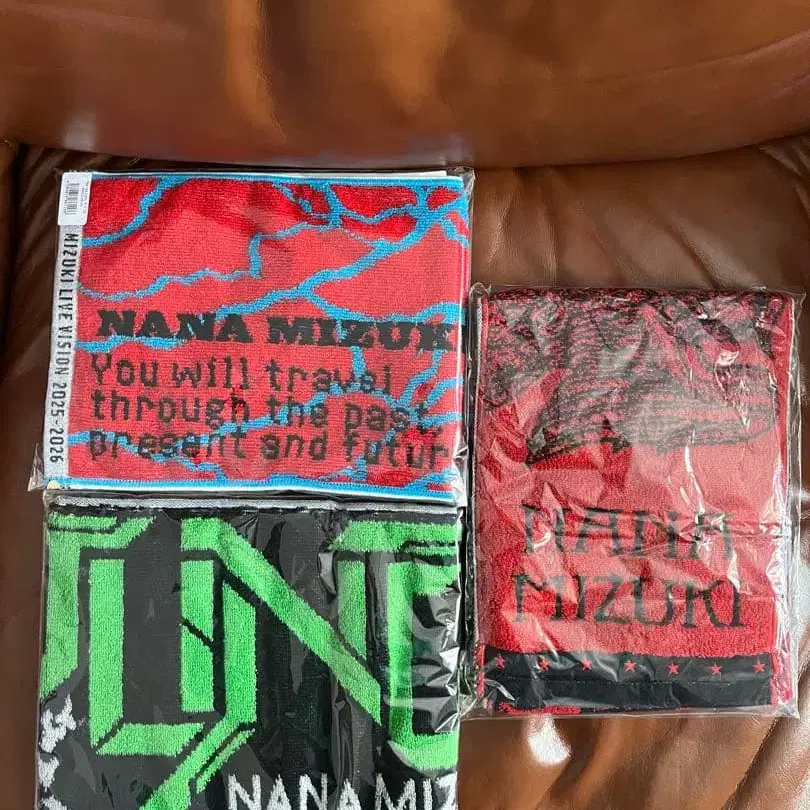 MIZUKI LIVE VISION 2025-2026
NANA MIZUK
You will travel
through the past,
present and futur
NANA
MIZUKI
NANA MIZ